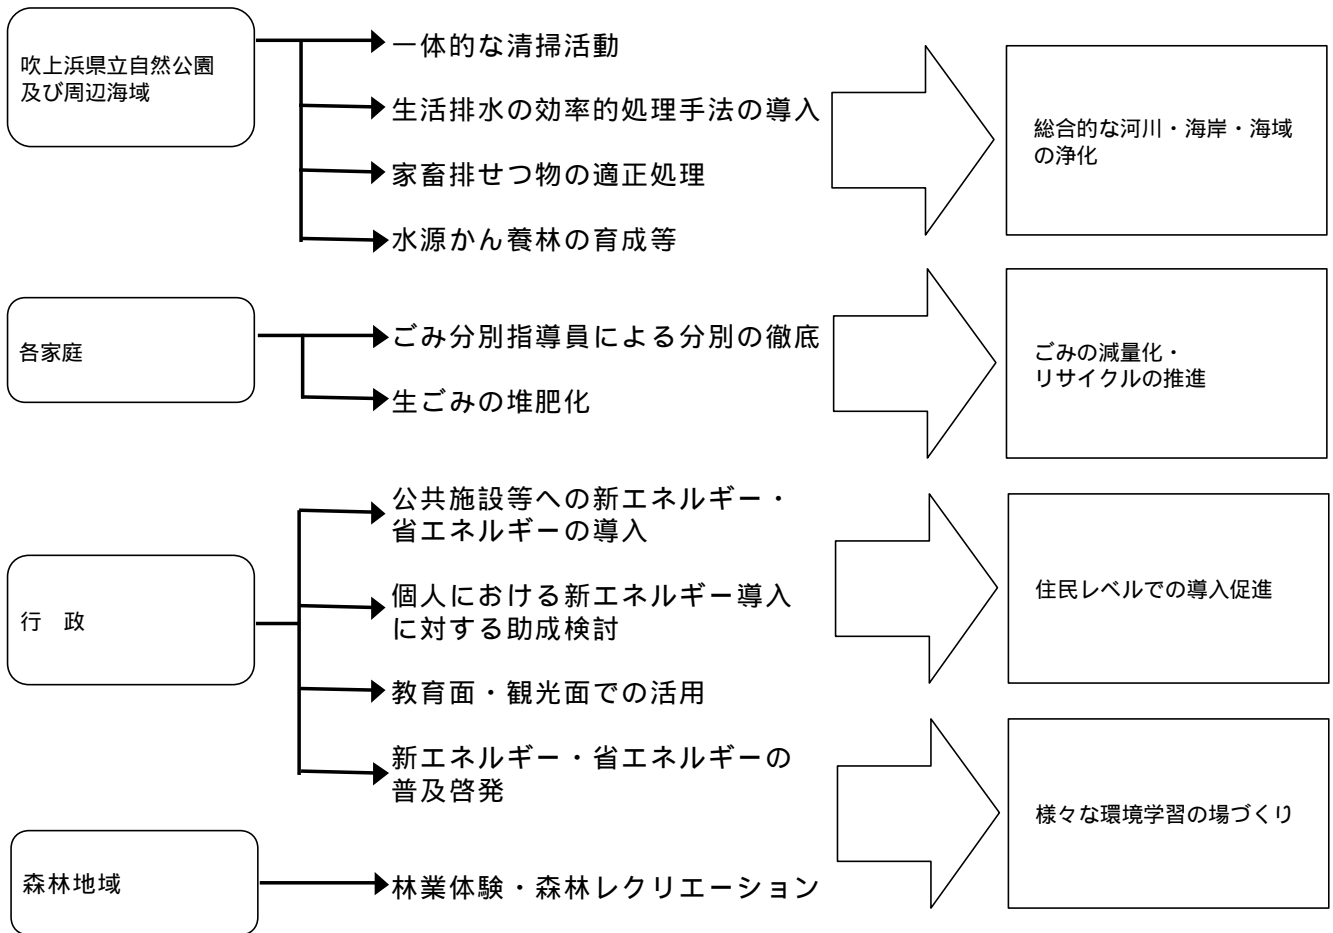 吹上浜県立自然公園
及び周辺海域
一体的な清掃活動
生活排水の効率的処理手法の導入
家畜排せつ物の適正処理
水源かん養林の育成等
総合的な河川・海岸・海域
の浄化
各家庭
ごみ分別指導員による分別の徹底
生ごみの堆肥化
ごみの減量化・
リサイクルの推進
行　政
公共施設等への新エネルギー・
省エネルギーの導入
個人における新エネルギー導入
に対する助成検討
教育面・観光面での活用
新エネルギー・省エネルギーの
普及啓発
住民レベルでの導入促進
森林地域
林業体験・森林レクリエーション
様々な環境学習の場づくり